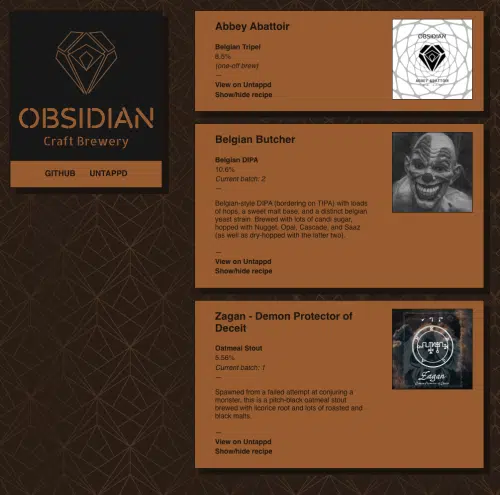 OBSIDIAN
Craft Brewery
GITHUB UNTAPPD
Abbey Abattoir
Belgian Tripel
8.5%
(one-off brew)
—
View on Untappd
Show/hide recipe
OBSIDIAN
ABBEY ABATTOIR
Belgian Butcher
Belgian DIPA
10.6%
Current batch: 2
—
Belgian-style DIPA (bordering on TIPA) with loads
of hops, a sweet malt base, and a distinct belgian
yeast strain. Brewed with lots of candi sugar,
hopped with Nugget, Opal, Cascade, and Saaz
(as well as dry-hopped with the latter two).
—
View on Untappd
Show/hide recipe
Zagan - Demon Protector of
Deceit
Oatmeal Stout
5.56%
Current batch: 1
—
Spawned from a failed attempt at conjuring a
monster, this is a pitch-black oatmeal stout
brewed with licorice root and lots of roasted and
black malts.
—
View on Untappd
Show/hide recipe
Zagan